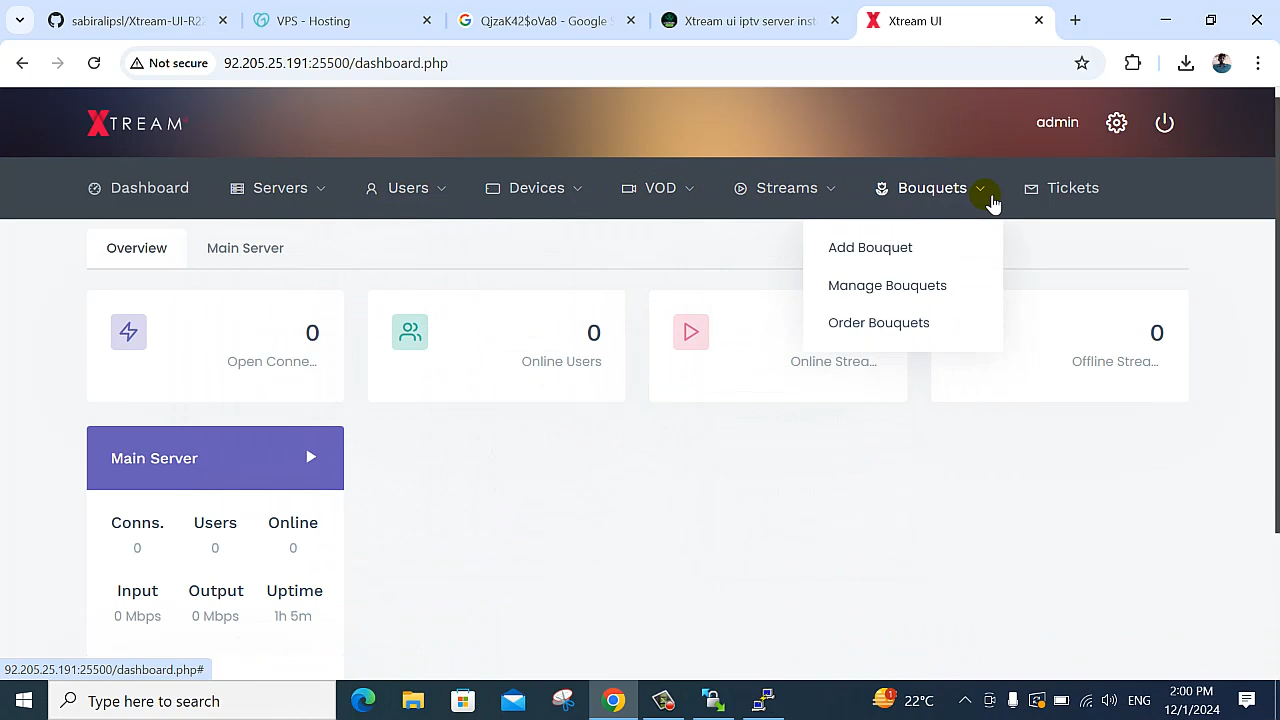 sabiralipsl/Xtream-UI-R22
VPS - Hosting
QjzaK42$oVa8 - Google
Xtream ui iptv server inst
Xtream UI
Not secure
92.205.25.191:25500/dashboard.php
XTREAM
admin
Dashboard
Servers
Users
Devices
VOD
Streams
Bouquets
Tickets
Overview
Main Server
Add Bouquet
Manage Bouquets
Order Bouquets
0
Open Conne...
0
Online Users
Online Strea...
0
Offline Strea...
Main Server
Conns. Users Online
0 0 0
Input Output Uptime
0 Mbps 0 Mbps 1h 5m
92.205.25.191:25500/dashboard.php#
Type here to search
1
22°C
ENG
2:00 PM
12/1/2024